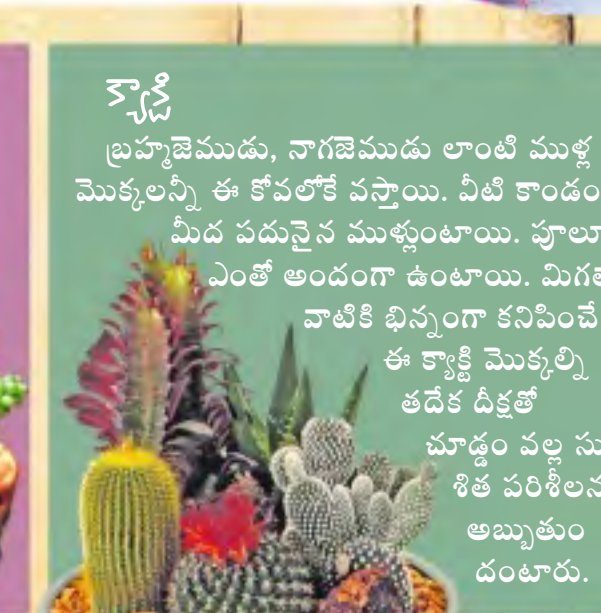 క్యాక్టి
బ్రహ్మజెముడు, నాగజెముడు లాంటి ముళ్ల
మొక్కలన్నీ ఈ కోవలోకే వస్తాయి. వీటి కాండం
మీద పదునైన ముళ్లుంటాయి. పూలూ
ఎంతో అందంగా ఉంటాయి. మిగతా
వాటికి భిన్నంగా కనిపించే
ఈ క్యాక్టి మొక్కల్ని
తదేక దీక్షతో
చూడ్డం వల్ల సు
శిత పరిశీలన
అబ్బుతుం
దంటారు.